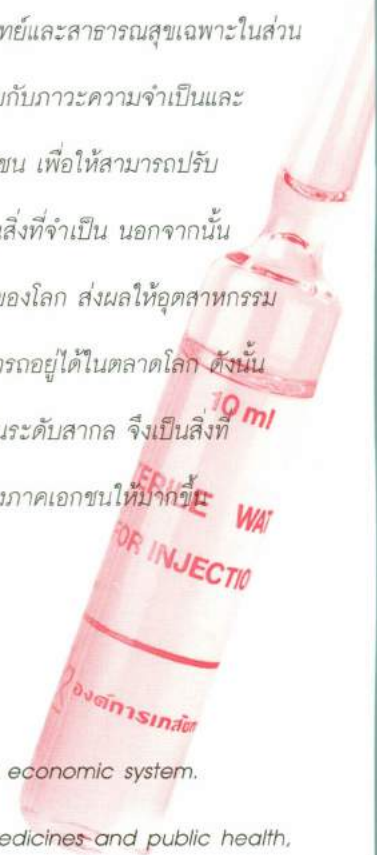 ทย์และสาธารณสุขเฉพาะในส่วน
กับภาวะความจำเป็นและ
ชน เพื่อให้สามารถปรับ
สิ่งที่จำเป็น นอกจากนั้น
ของโลก ส่งผลให้อุตสาหกรรม
รถอยู่ได้ในตลาดโลก ดังนั้น
ระดับสากล จึงเป็นสิ่งที่
งภาคเอกชนให้มากขึ้น
10 ml
TERILE WAT
FOR INJECTIO
องค์การเภสัชก
economic system.
edicines and public health,